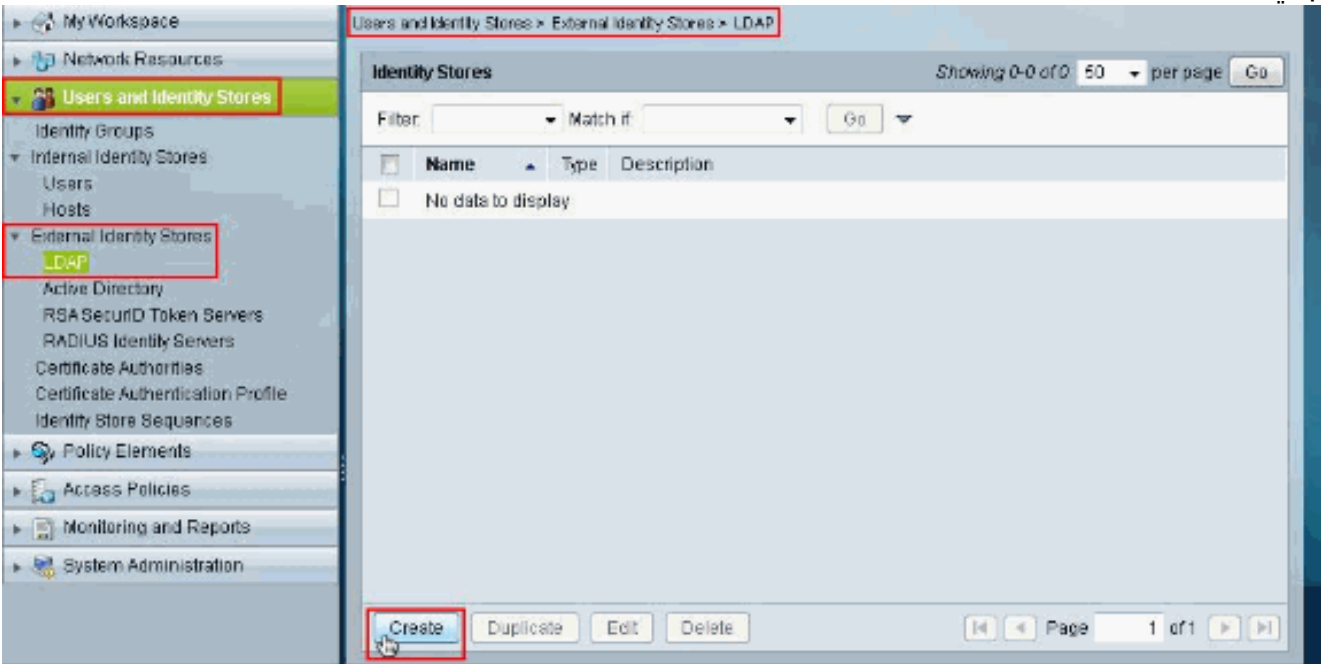 My Workspace
Network Resources
Users and Identity Stores
Identity Groups
Internal Identity Stores
Users
Hosts
External Identity Stores
LDAP
Active Directory
RSA SecurID Token Servers
RADIUS Identity Servers
Certificate Authorities
Certificate Authentication Profile
Identity Store Sequences
Policy Elements
Access Policies
Monitoring and Reports
System Administration
Users and Identity Stores > External Identity Stores > LDAP
Identity Stores Showing 0-0 of 0 50 per page Go
Filter: Match if: Go
Name Type Description
No data to display
Create Duplicate Edit Delete Page 1 of 1